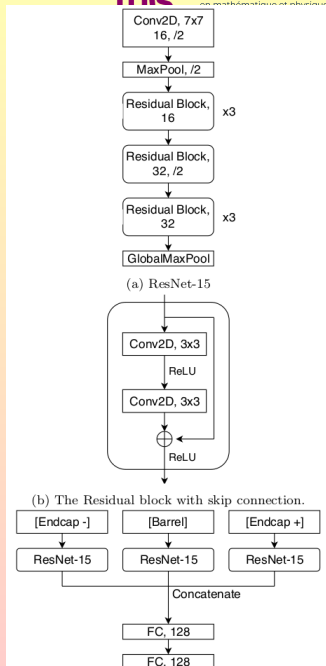 en mathématique et physique
Conv2D, 7x7
16, /2
MaxPool, /2
Residual Block,
16
x3
Residual Block,
32, /2
Residual Block,
32
x3
GlobalMaxPool
(a) ResNet-15
Conv2D, 3x3
ReLU
Conv2D, 3x3
ReLU
(b) The Residual block with skip connection.
[Endcap -] [Barrel] [Endcap +]
ResNet-15 ResNet-15 ResNet-15
Concatenate
FC, 128
FC, 128